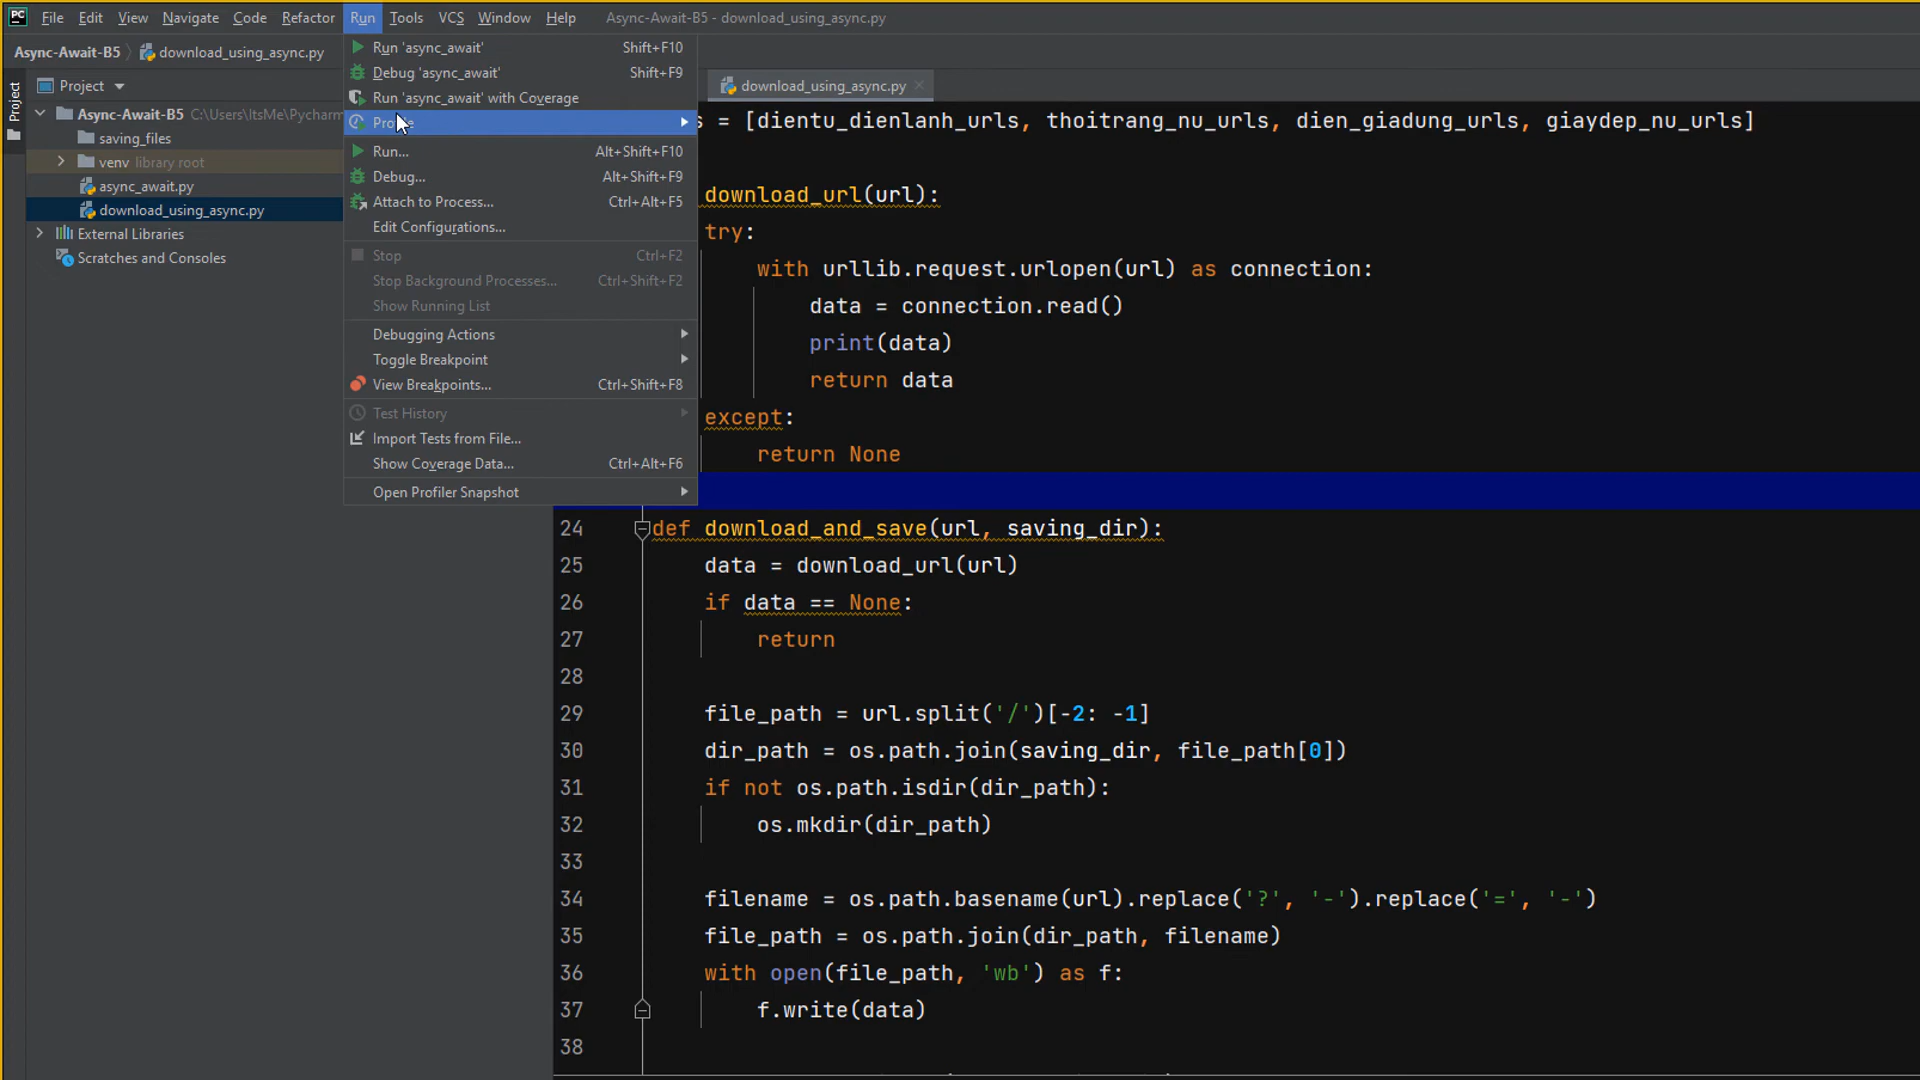 PC File Edit View Navigate Code Refactor Run Tools VCS Window Help Async-Await-B5 - download_using_async.py
Async-Await-B5 download_using_async.py
Project
Project
Async-Await-B5 C:\Users\ItsMe\Pycharm
saving_files
venv library root
async_await.py
download_using_async.py
External Libraries
Scratches and Consoles
Run 'async_await' Shift+F10
Debug 'async_await' Shift+F9
Run 'async_await' with Coverage
Run... Alt+Shift+F10
Debug... Alt+Shift+F9
Attach to Process... Ctrl+Alt+F5
Edit Configurations...
Stop Ctrl+F2
Stop Background Processes... Ctrl+Shift+F2
Show Running List
Debugging Actions
Toggle Breakpoint
View Breakpoints... Ctrl+Shift+F8
Test History
Import Tests from File...
Show Coverage Data... Ctrl+Alt+F6
Open Profiler Snapshot
download_using_async.py
s = [dientu_dienlanh_urls, thoitrang_nu_urls, dien_giadung_urls, giaydep_nu_urls]
download_url(url):
try:
with urllib.request.urlopen(url) as connection:
data = connection.read()
print(data)
return data
except:
return None
24 def download_and_save(url, saving_dir):
25 data = download_url(url)
26 if data == None:
27 return
28
29 file_path = url.split('/')[-2: -1]
30 dir_path = os.path.join(saving_dir, file_path[0])
31 if not os.path.isdir(dir_path):
32 os.mkdir(dir_path)
33
34 filename = os.path.basename(url).replace('?', '-').replace('=', '-')
35 file_path = os.path.join(dir_path, filename)
36 with open(file_path, 'wb') as f:
37 f.write(data)
38